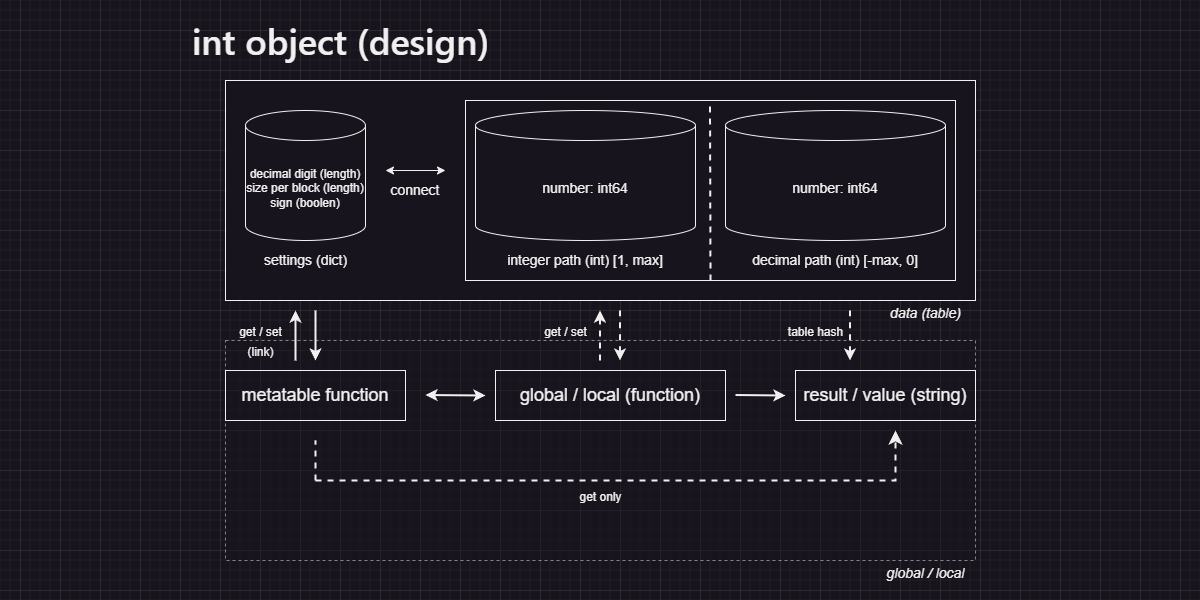 int object (design)
decimal digit (length)
size per block (length)
sign (boolen)
settings (dict)
connect
number: int64
integer path (int) [1, max]
number: int64
decimal path (int) [-max, 0]
data (table)
get / set
(link)
get / set
table hash
metatable function
global / local (function)
result / value (string)
get only
global / local